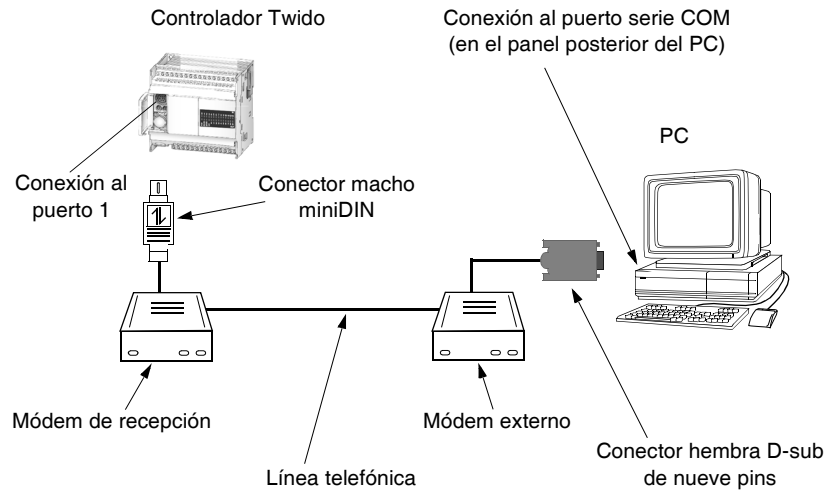 Controlador Twido
Conexión al puerto serie COM
(en el panel posterior del PC)
PC
Conexión al
puerto 1
Conector macho
miniDIN
Módem de recepción
Módem externo
Línea telefónica
Conector hembra D-sub
de nueve pins